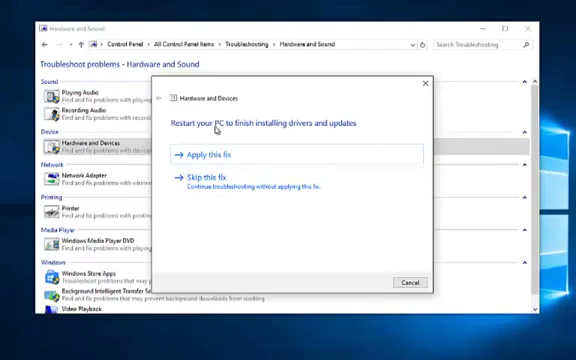 Hardware and Sound
Control Panel > All Control Panel Items > Troubleshooting > Hardware and Sound
Search Troubleshooting
Troubleshoot problems - Hardware and Sound
Sound
Playing Audio
Find and fix problems with playing
Recording Audio
Find and fix problems with record
Device
Hardware and Devices
Find and fix problems with devices
Network
Network Adapter
Find and fix problems with wireless
Printing
Printer
Find and fix problems with printing
Media Player
Windows Media Player DVD
Find and fix problems with playing
Windows
Windows Store Apps
Troubleshoot problems that may p
Background Intelligent Transfer Se
Find and fix problems that may prevent background downloads from working
Video Playback
Hardware and Devices
Restart your PC to finish installing drivers and updates
Apply this fix
Skip this fix
Continue troubleshooting without applying this fix.
Cancel